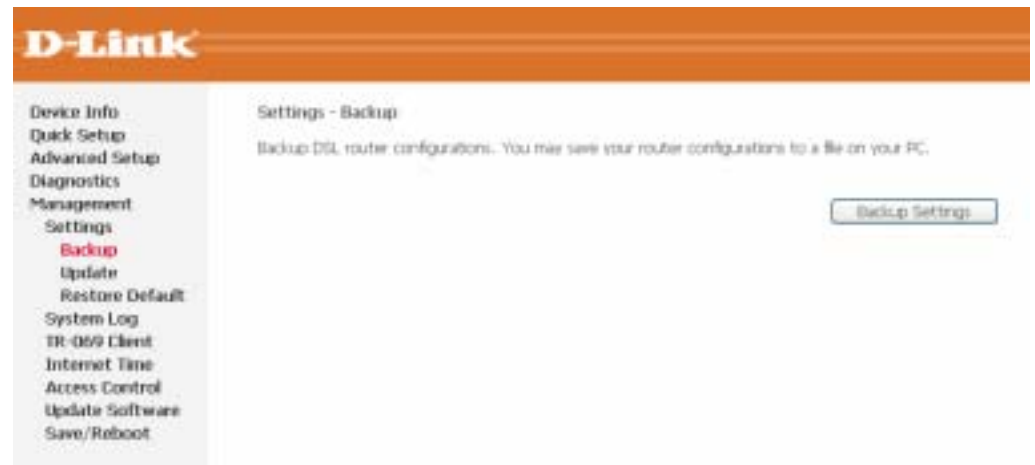 D-Link
Device Info
Quick Setup
Advanced Setup
Diagnostics
Management
Settings
Backup
Update
Restore Default
System Log
TR-069 Client
Internet Time
Access Control
Update Software
Save/Reboot
Settings - Backup
Backup DSL router configurations. You may save your router configurations to a file on your PC.
Backup Settings